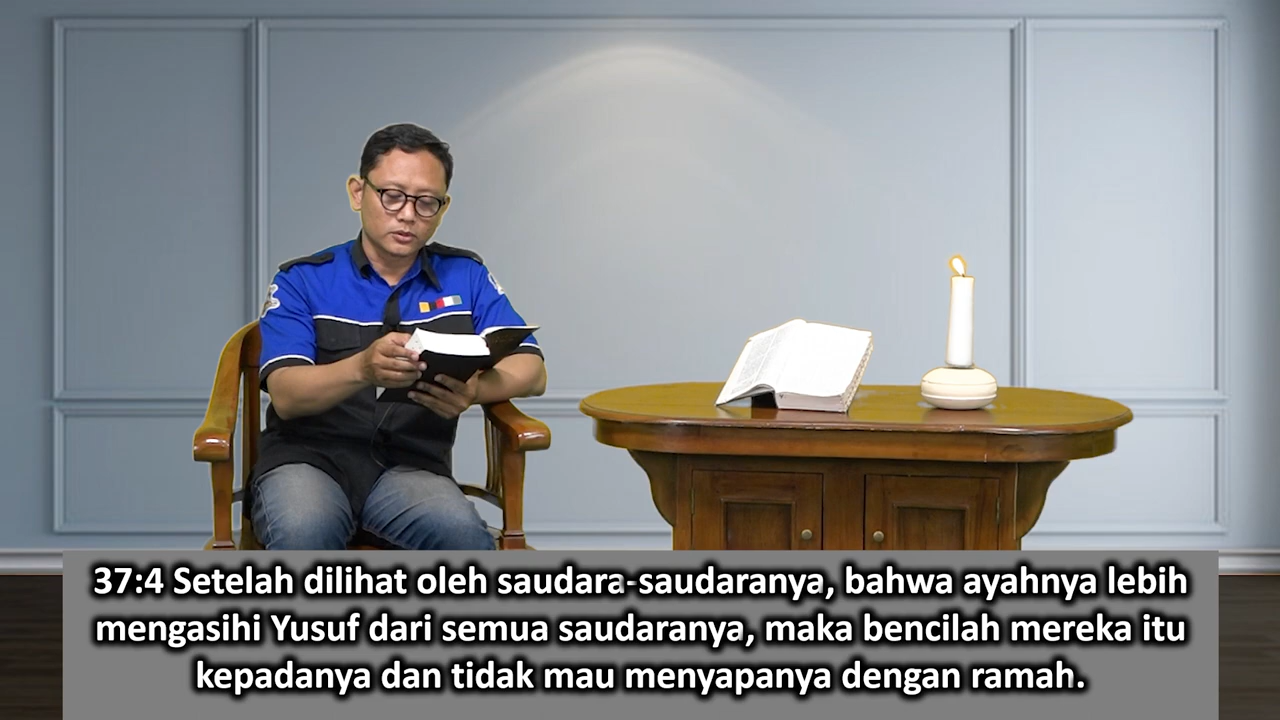 37:4 Setelah dilihat oleh saudara-saudaranya, bahwa ayahnya lebih
mengasihi Yusuf dari semua saudaranya, maka bencilah mereka itu
kepadanya dan tidak mau menyapanya dengan ramah.